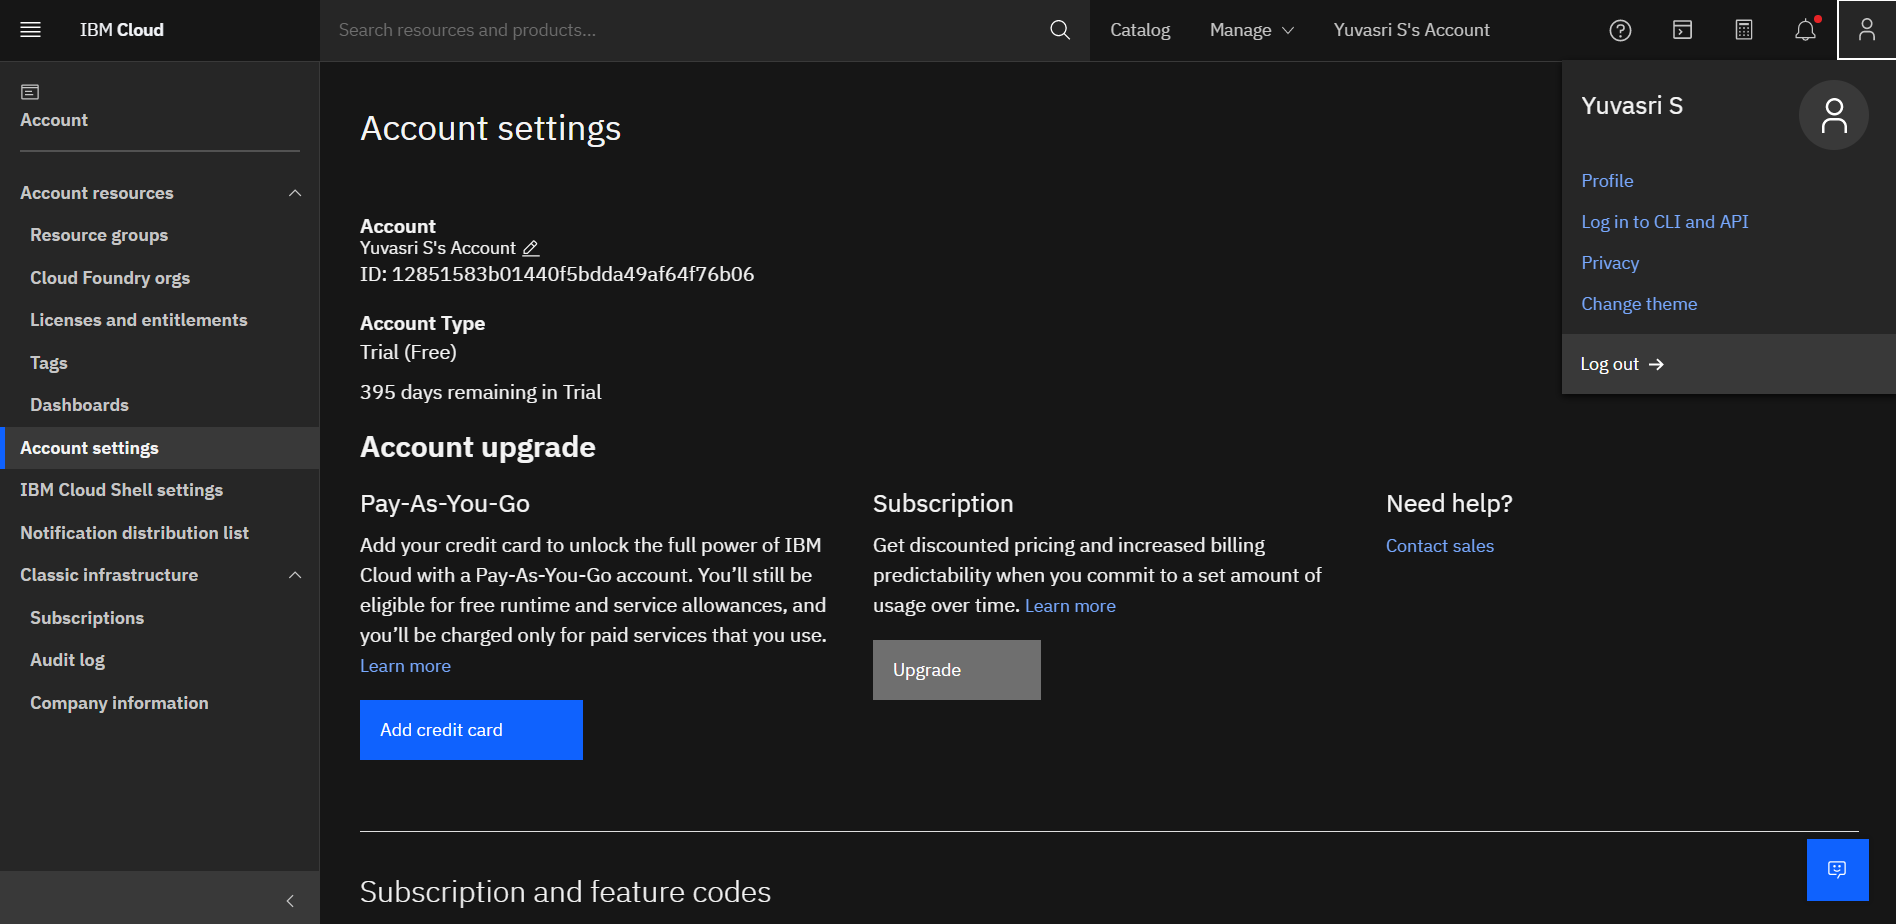 IBM Cloud
Search resources and products...
Catalog
Manage
Yuvasri S's Account
Account
Account resources
Resource groups
Cloud Foundry orgs
Licenses and entitlements
Tags
Dashboards
Account settings
IBM Cloud Shell settings
Notification distribution list
Classic infrastructure
Subscriptions
Audit log
Company information
Account settings
Account
Yuvasri S's Account
ID: 12851583b01440f5bdda49af64f76b06
Account Type
Trial (Free)
395 days remaining in Trial
Account upgrade
Pay-As-You-Go
Add your credit card to unlock the full power of IBM
Cloud with a Pay-As-You-Go account. You’ll still be
eligible for free runtime and service allowances, and
you’ll be charged only for paid services that you use.
Learn more
Add credit card
Subscription
Get discounted pricing and increased billing
predictability when you commit to a set amount of
usage over time. Learn more
Upgrade
Need help?
Contact sales
Subscription and feature codes
Yuvasri S
Profile
Log in to CLI and API
Privacy
Change theme
Log out